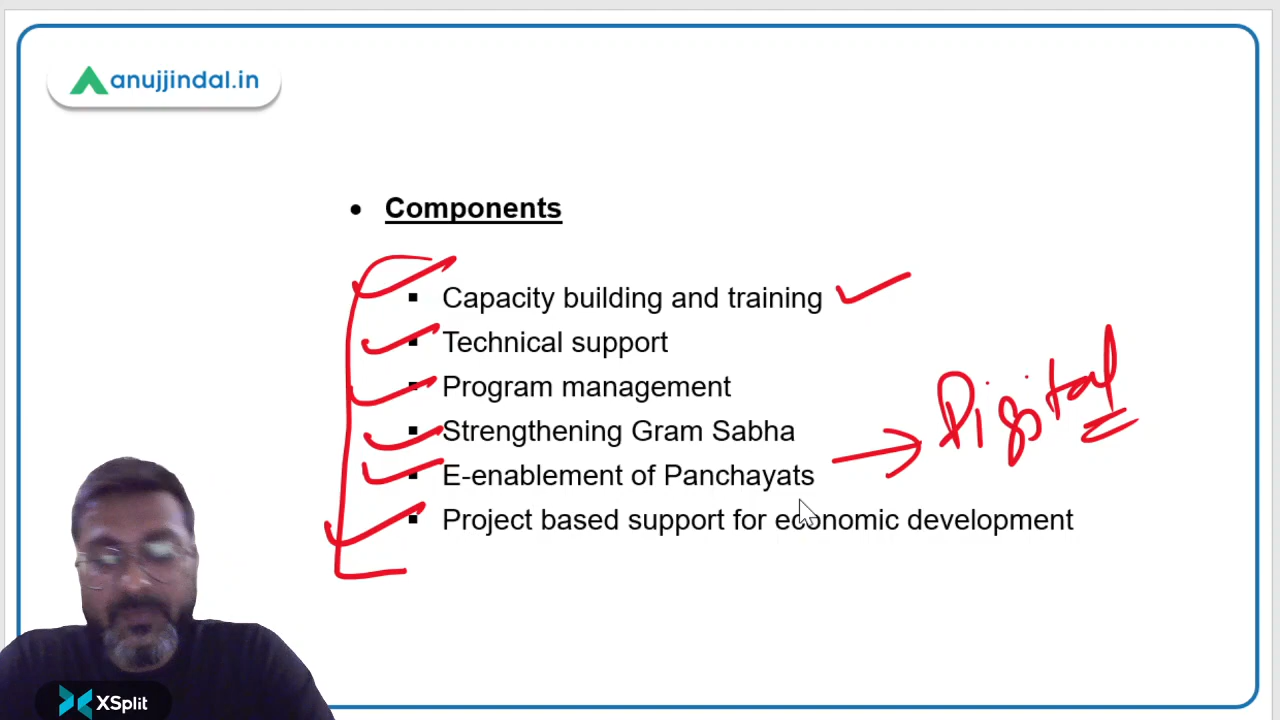 anujjindal.in
• Components
▪ Capacity building and training
▪ Technical support
▪ Program management
▪ Strengthening Gram Sabha
▪ E-enablement of Panchayats → Digital
▪ Project based support for economic development
XSplit